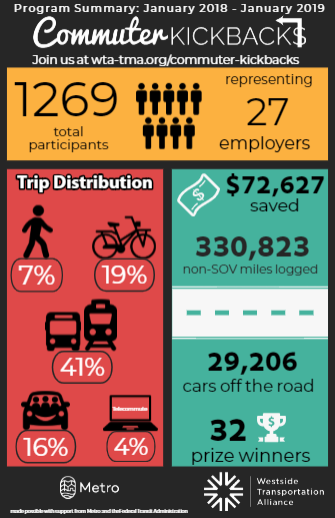 Program Summary: January 2018 - January 2019
Commuter KICKBACKS
Join us at wta-tma.org/commuter-kickbacks
1269
total
participants
representing
27
employers
Trip Distribution
7%
19%
41%
16%
Telecommute
4%
$72,627
saved
330,823
non-SOV miles logged
29,206
cars off the road
32
prize winners
Metro
Westside
Transportation
Alliance
made possible with support from Metro and the Federal Transit Administration